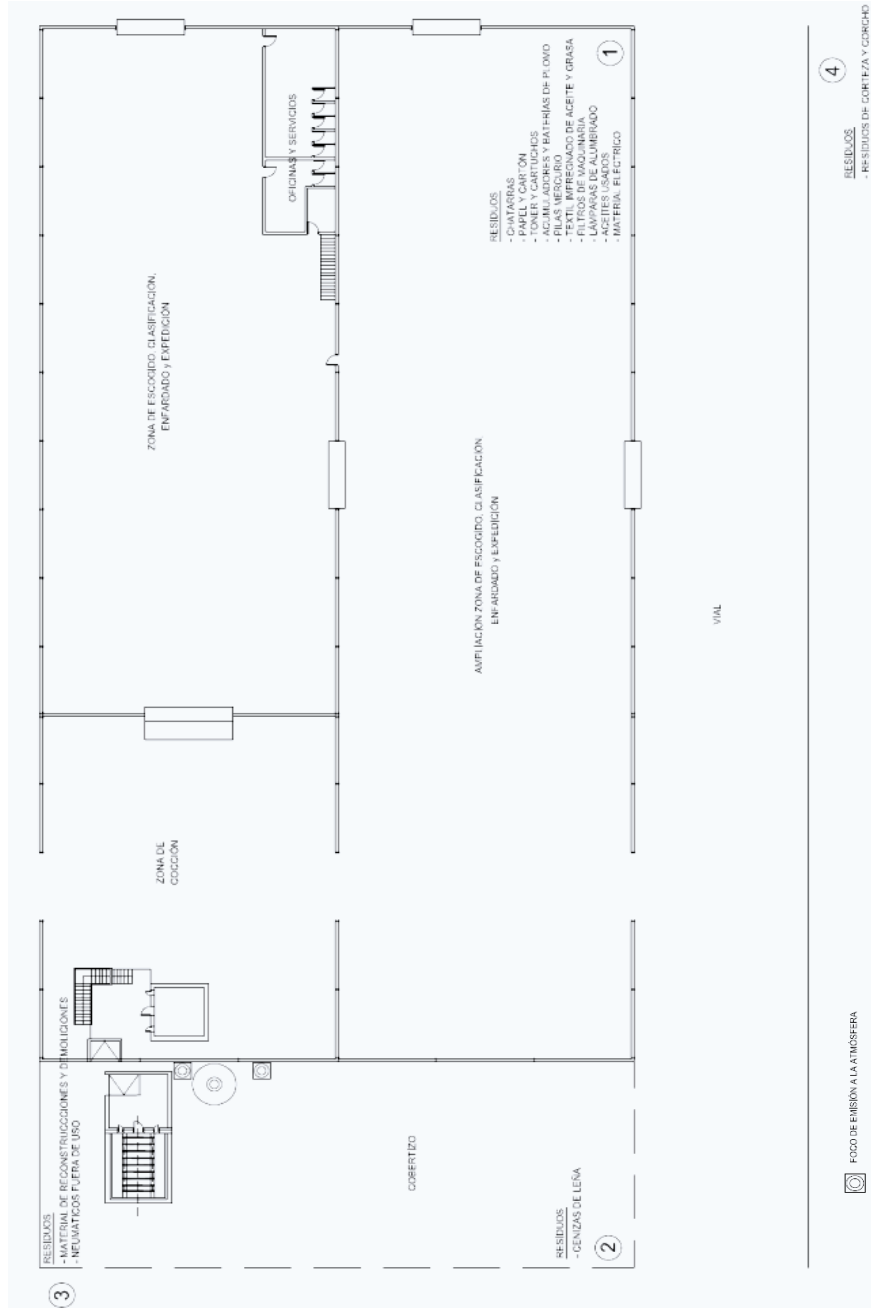 3
RESIDUOS
- MATERIAL DE RECONSTRUCCIONES Y DEMOLICIONES
- NEUMÁTICOS FUERA DE USO
ZONA DE
COCCIÓN
ZONA DE ESCOGIDO, CLASIFICACIÓN,
ENFARDADO y EXPEDICIÓN
OFICINAS Y SERVICIOS
COBERTIZO
AMPLIACIÓN ZONA DE ESCOGIDO, CLASIFICACIÓN,
ENFARDADO y EXPEDICIÓN
RESIDUOS
- CHATARRAS
- PAPEL Y CARTÓN
- TONER Y CARTUCHOS
- ACUMULADORES Y BATERÍAS DE PLOMO
- PILAS MERCURIO
- TEXTIL IMPREGNADO DE ACEITE Y GRASA
- FILTROS DE MAQUINARIA
- LÁMPARAS DE ALUMBRADO
- ACEITES USADOS
- MATERIAL ELÉCTRICO
1
RESIDUOS
- CENIZAS DE LEÑA
2
VIAL
4
RESIDUOS
- RESIDUOS DE CORTEZA Y CORCHO
FOCO DE EMISIÓN A LA ATMÓSFERA